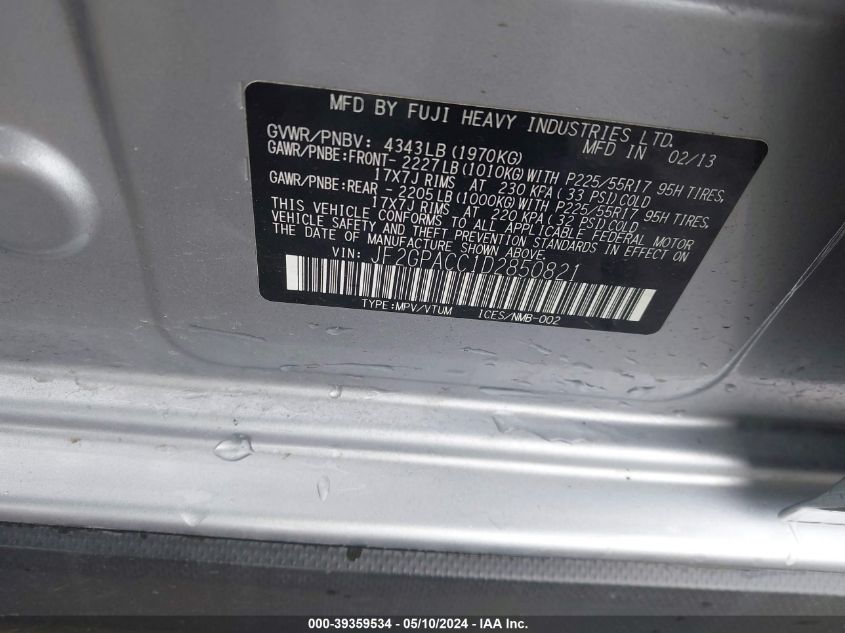 MFD BY FUJI HEAVY INDUSTRIES LTD.
GVWR/PNBV: 4343LB(1970KG) MFD IN 02/13
GAWR/PNBE:FRONT- 2227LB(1010KG)WITH P225/55R17 95H TIRES,
17X7J RIMS AT 230 KPA(33 PSI)COLD
GAWR/PNBE:REAR - 2205LB(1000KG)WITH P225/55R17 95H TIRES,
17X7J RIMS AT 220 KPA(32 PSI)COLD
THIS VEHICLE CONFORMS TO ALL APPLICABLE FEDERAL MOTOR
VEHICLE SAFETY AND THEFT PREVENTION STANDARDS IN EFFECT ON
THE DATE OF MANUFACTURE SHOWN ABOVE.
VIN: JF2GPACC1D2850821
TYPE:MPV/VTUM ICES/NMB-002
000-39359534 - 05/10/2024 - IAA Inc.